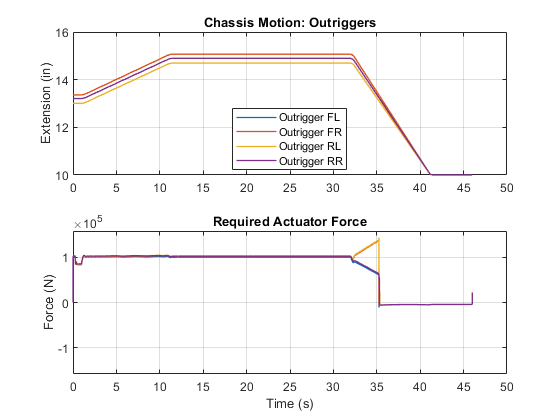 Chassis Motion: Outriggers
Extension (in)
16
14
12
10
Outrigger FL
Outrigger FR
Outrigger RL
Outrigger RR
0 5 10 15 20 25 30 35 40 45 50
×10⁵
Required Actuator Force
Force (N)
1
0
-1
0 5 10 15 20 25 30 35 40 45 50
Time (s)